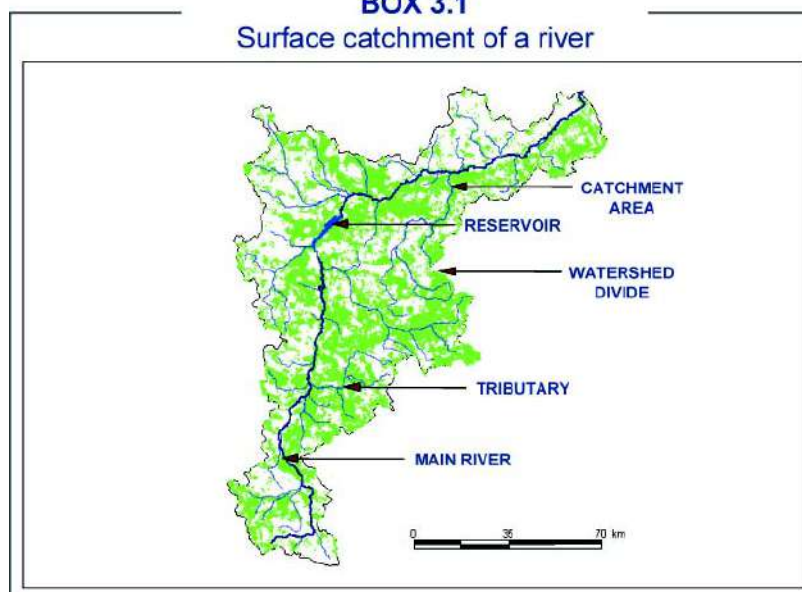 BOX 3.1
Surface catchment of a river
CATCHMENT
AREA
RESERVOIR
WATERSHED
DIVIDE
TRIBUTARY
MAIN RIVER
0 35 70 km